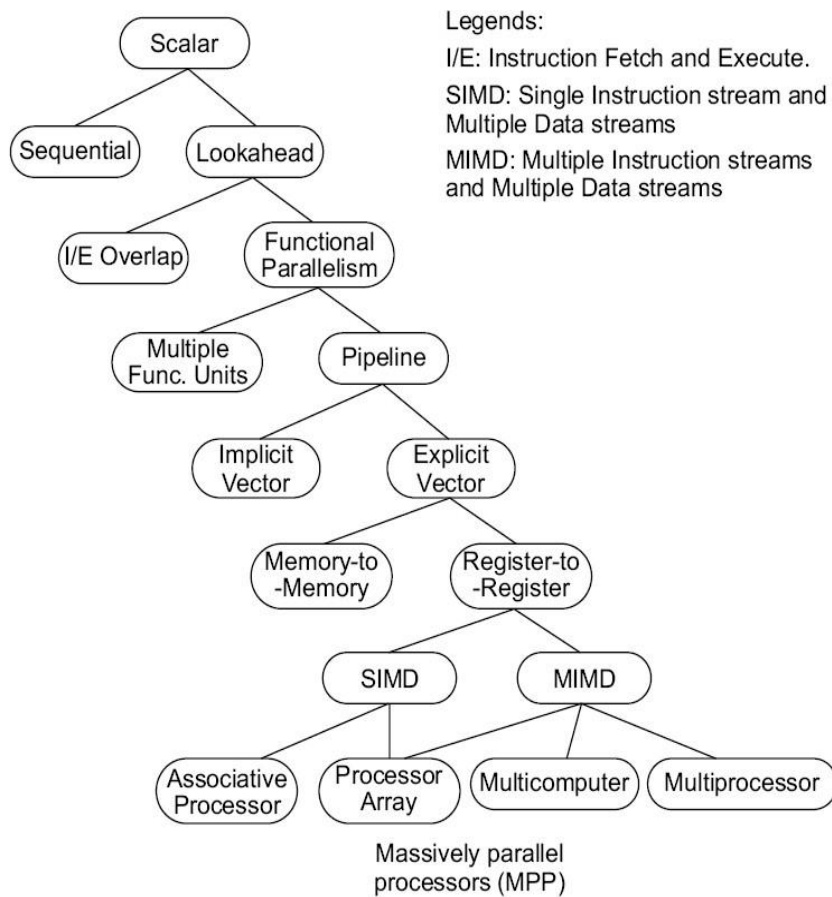 Legends:
I/E: Instruction Fetch and Execute.
SIMD: Single Instruction stream and
Multiple Data streams
MIMD: Multiple Instruction streams
and Multiple Data streams
Scalar
Sequential
Lookahead
I/E Overlap
Functional
Parallelism
Multiple
Func. Units
Pipeline
Implicit
Vector
Explicit
Vector
Memory-to
-Memory
Register-to
-Register
SIMD
MIMD
Associative
Processor
Processor
Array
Multicomputer
Multiprocessor
Massively parallel
processors (MPP)